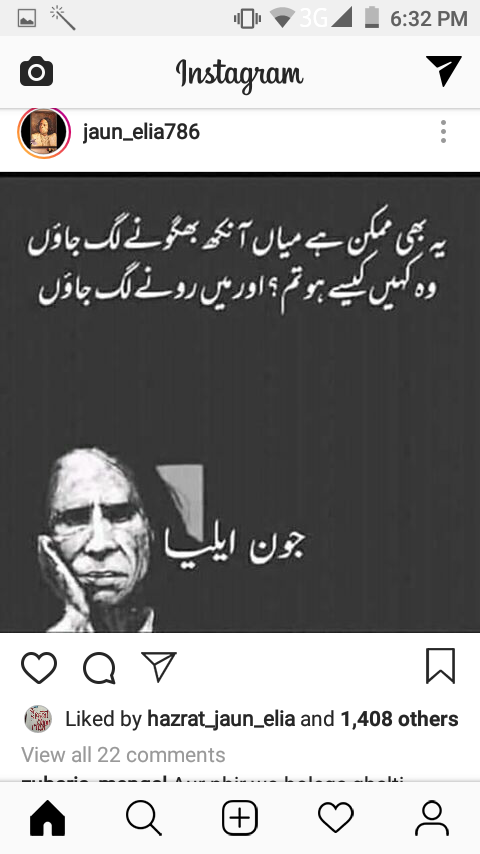 3G 6:32 PM
Instagram
jaun_elia786
یہ بھی ممکن ہے میاں آنکھ بھگونے لگ جاؤں
وہ کہیں کیسے ہو تم؟ اور میں رونے لگ جاؤں
جون ایلیا
Liked by hazrat_jaun_elia and 1,408 others
View all 22 comments